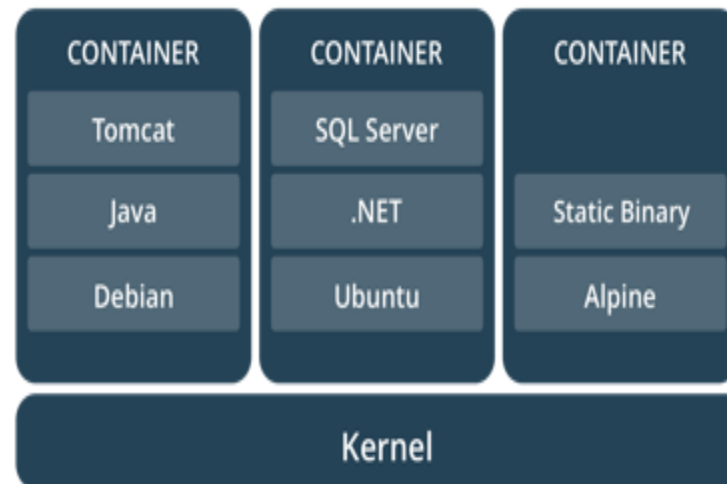 CONTAINER
Tomcat
Java
Debian
CONTAINER
SQL Server
.NET
Ubuntu
CONTAINER
Static Binary
Alpine
Kernel